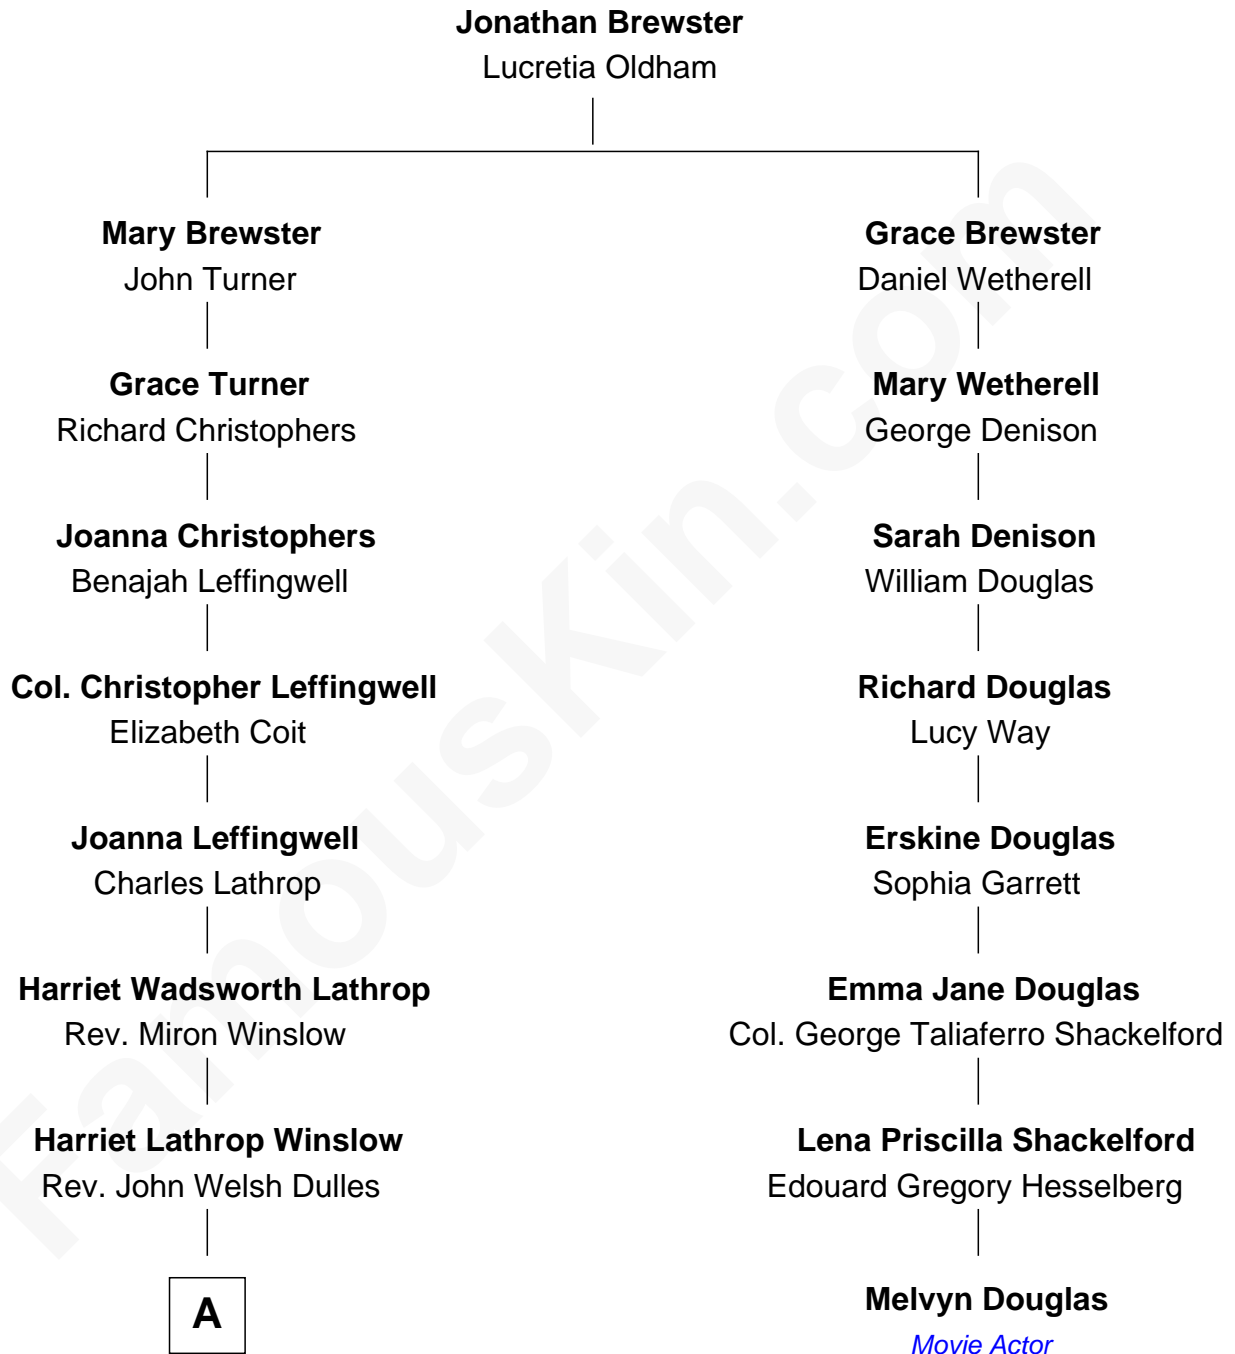 Jonathan Brewster
Lucretia Oldham
Mary Brewster
John Turner
Grace Turner
Richard Christophers
Joanna Christophers
Benajah Leffingwell
Col. Christopher Leffingwell
Elizabeth Coit
Joanna Leffingwell
Charles Lathrop
Harriet Wadsworth Lathrop
Rev. Miron Winslow
Harriet Lathrop Winslow
Rev. John Welsh Dulles
A
Grace Brewster
Daniel Wetherell
Mary Wetherell
George Denison
Sarah Denison
William Douglas
Richard Douglas
Lucy Way
Erskine Douglas
Sophia Garrett
Emma Jane Douglas
Col. George Taliaferro Shackelford
Lena Priscilla Shackelford
Edouard Gregory Hesselberg
Melvyn Douglas
Movie Actor
FamousKin.com